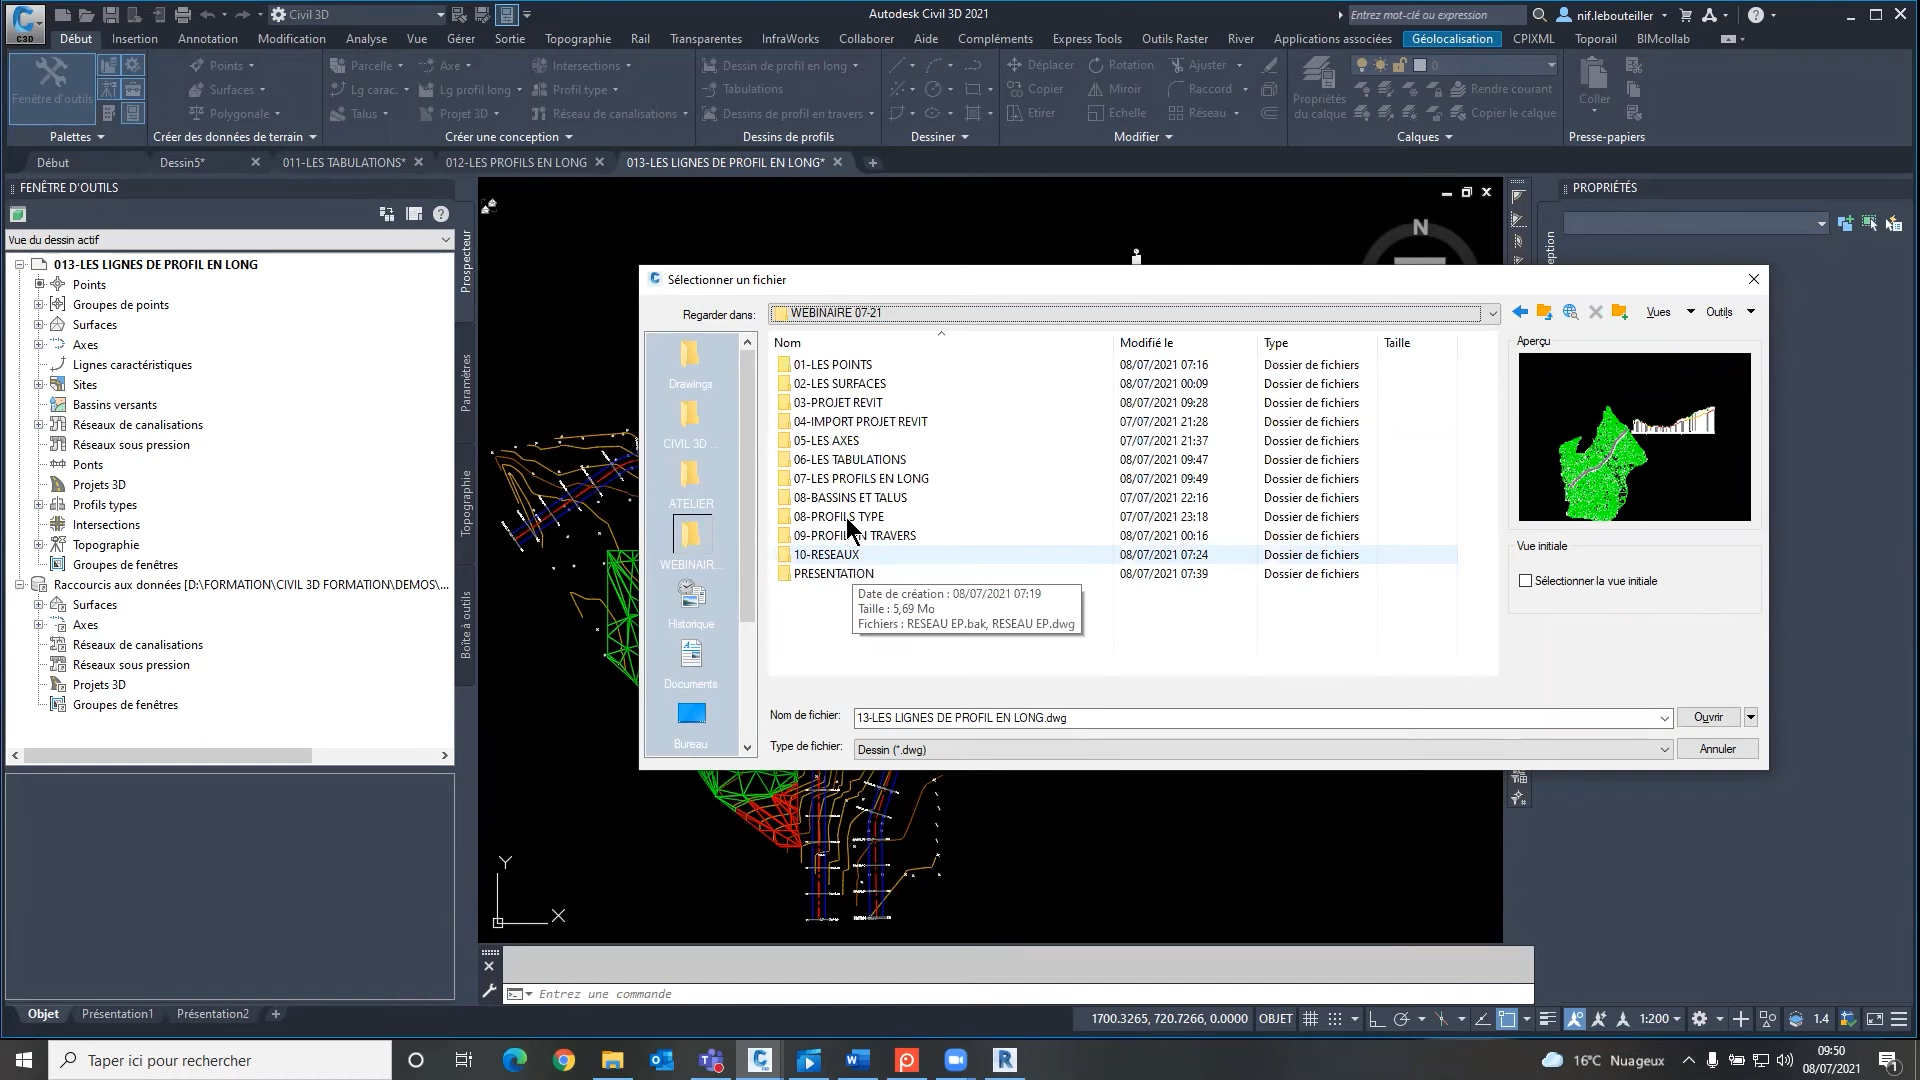 C3D
Civil 3D
Autodesk Civil 3D 2021
Entrez mot-clé ou expression
nif.lebouteiller
Début Insertion Annotation Modification Analyse Vue Gérer Sortie Topographie Rail Transparentes InfraWorks Collaborer Aide Compléments Express Tools Outils Raster River Applications associées Géolocalisation CPIXML Toporail BIMcollab
Fenêtre d'outils
Points
Surfaces
Polygonale
Parcelle
Lg carac.
Talus
Axe
Lg profil long
Projet 3D
Intersections
Profil type
Réseau de canalisations
Dessin de profil en long
Tabulations
Dessins de profil en travers
Déplacer
Copier
Etirer
Rotation
Miroir
Echelle
Ajuster
Raccord
Réseau
Propriétés
du calque
0
Rendre courant
Copier le calque
Coller
Palettes Créer des données de terrain Créer une conception Dessins de profils Dessiner Modifier Calques Presse-papiers
Début Dessin5* 011-LES TABULATIONS* 012-LES PROFILS EN LONG 013-LES LIGNES DE PROFIL EN LONG*
FENÊTRE D'OUTILS
Vue du dessin actif
013-LES LIGNES DE PROFIL EN LONG
Points
Groupes de points
Surfaces
Axes
Lignes caractéristiques
Sites
Bassins versants
Réseaux de canalisations
Réseaux sous pression
Ponts
Projets 3D
Profils types
Intersections
Topographie
Groupes de fenêtres
Raccourcis aux données [D:\FORMATION\CIVIL 3D FORMATION\DEMOS\...
Surfaces
Axes
Réseaux de canalisations
Réseaux sous pression
Projets 3D
Groupes de fenêtres
Prospecteur
Paramètres
Topographie
Boîte à outils
PROPRIÉTÉS
N
Sélectionner un fichier
Regarder dans:
WEBINAIRE 07-21
Vues
Outils
Drawings
CIVIL 3D ...
ATELIER
WEBINAIR...
Historique
Documents
Bureau
Nom Modifié le Type Taille
01-LES POINTS 08/07/2021 07:16 Dossier de fichiers
02-LES SURFACES 08/07/2021 00:09 Dossier de fichiers
03-PROJET REVIT 08/07/2021 09:28 Dossier de fichiers
04-IMPORT PROJET REVIT 07/07/2021 21:28 Dossier de fichiers
05-LES AXES 07/07/2021 21:37 Dossier de fichiers
06-LES TABULATIONS 08/07/2021 09:47 Dossier de fichiers
07-LES PROFILS EN LONG 08/07/2021 09:49 Dossier de fichiers
08-BASSINS ET TALUS 07/07/2021 22:16 Dossier de fichiers
08-PROFILS TYPE 07/07/2021 23:18 Dossier de fichiers
09-PROFIL EN TRAVERS 08/07/2021 00:16 Dossier de fichiers
10-RESEAUX 08/07/2021 07:24 Dossier de fichiers
PRESENTATION 08/07/2021 07:39 Dossier de fichiers
Date de création : 08/07/2021 07:19
Taille : 5,69 Mo
Fichiers : RESEAU EP.bak, RESEAU EP.dwg
Aperçu
Vue initiale
Sélectionner la vue initiale
Nom de fichier: 13-LES LIGNES DE PROFIL EN LONG.dwg
Ouvrir
Type de fichier: Dessin (*.dwg)
Annuler
Y
X
Entrez une commande
Objet Présentation1 Présentation2
1700.3265, 720.7266, 0.0000 OBJET
1:200
1.4
Taper ici pour rechercher
16°C Nuageux
09:50
08/07/2021
1